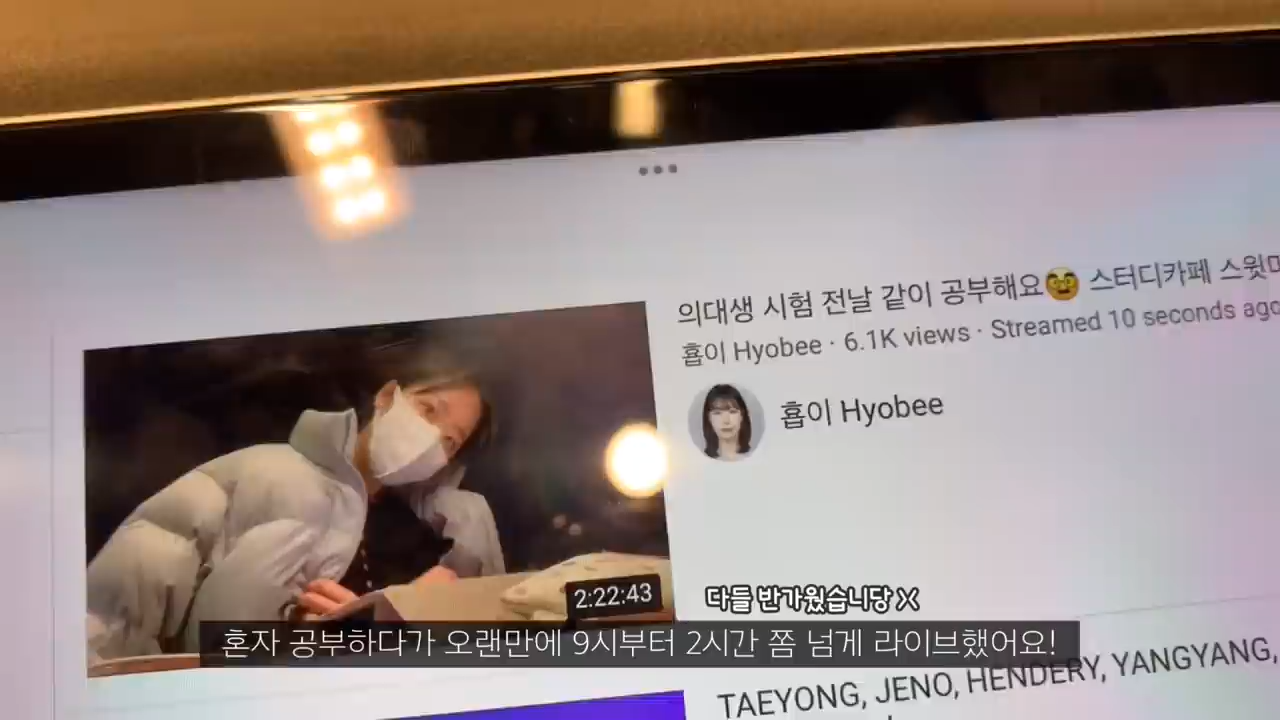 의대생 시험 전날 같이 공부해요🥸 스터디카페 스윗
흅이 Hyobee · 6.1K views · Streamed 10 seconds ago
흅이 Hyobee
2:22:43
다들 반가웠습니당 X
혼자 공부하다가 오랜만에 9시부터 2시간 쫌 넘게 라이브했어요!
TAEYONG, JENO, HENDERY, YANGYANG,